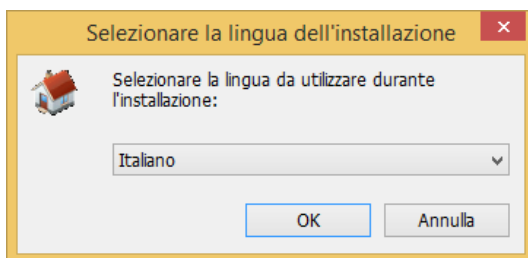 Selezionare la lingua dell'installazione
Selezionare la lingua da utilizzare durante
l'installazione:
Italiano
OK Annulla